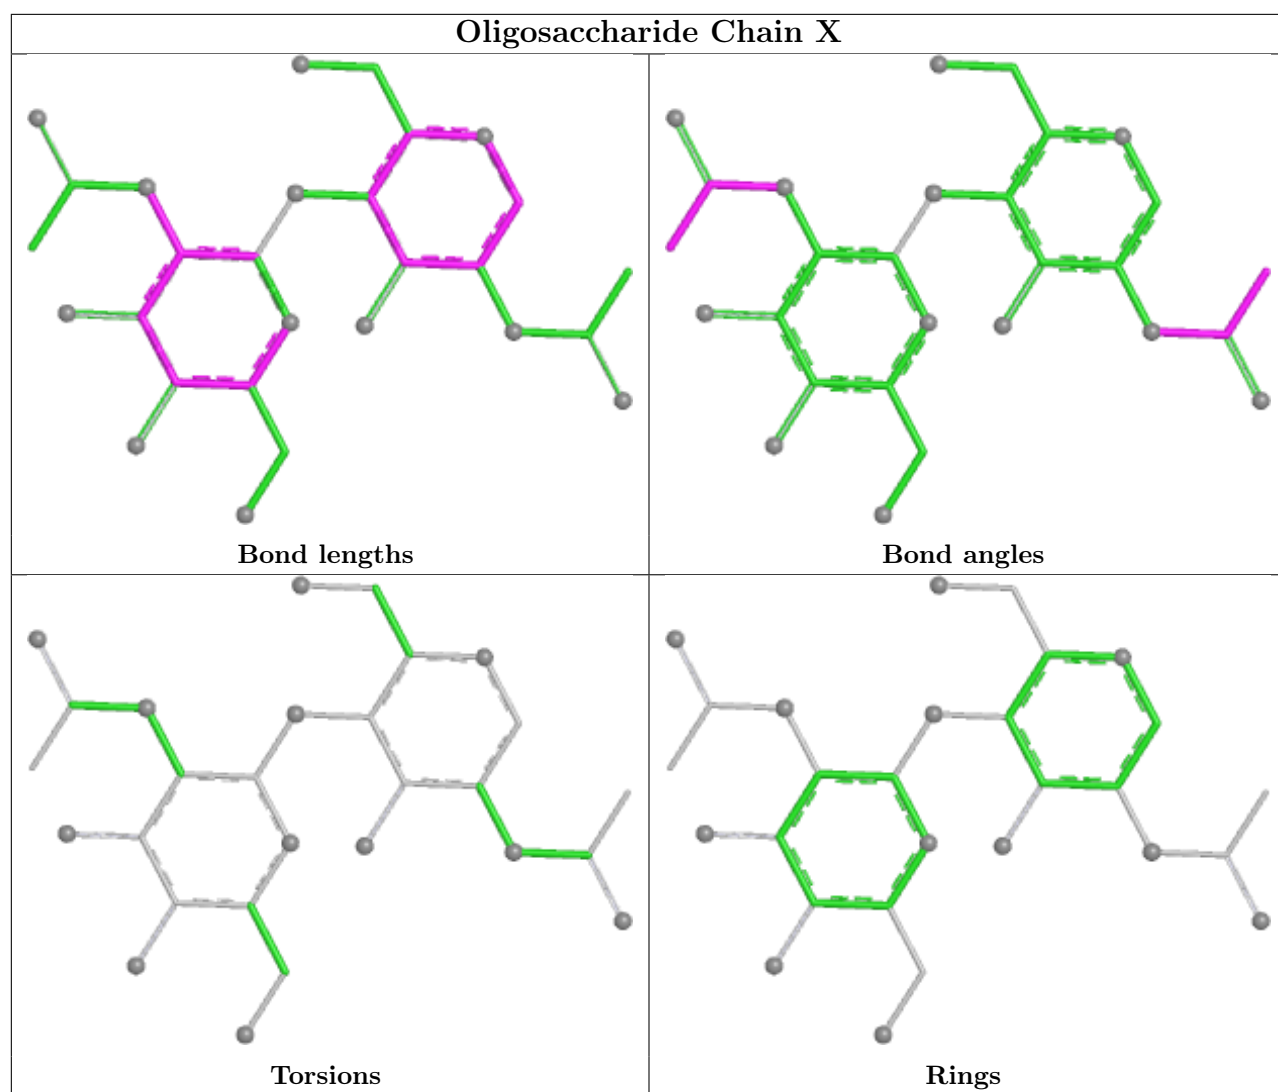 Oligosaccharide Chain X
Bond lengths
Bond angles
Torsions
Rings